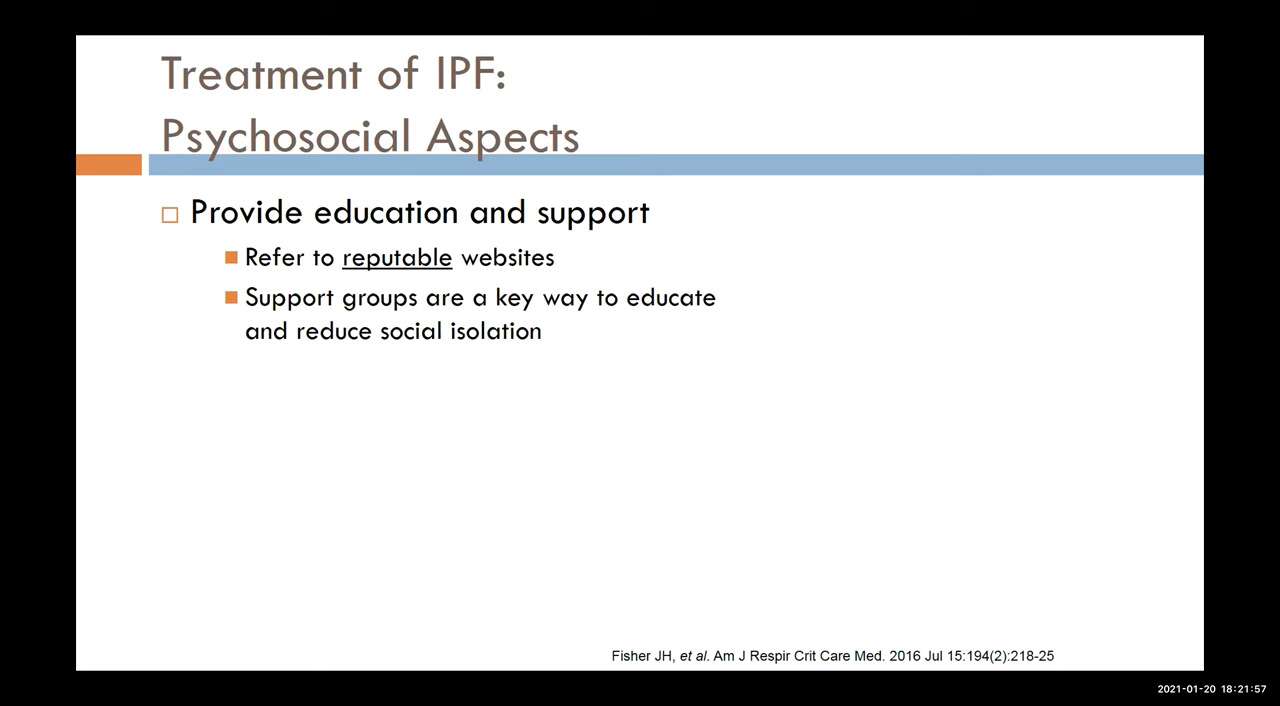 Treatment of IPF:
Psychosocial Aspects
Provide education and support
Refer to reputable websites
Support groups are a key way to educate
and reduce social isolation
Fisher JH, et al. Am J Respir Crit Care Med. 2016 Jul 15:194(2):218-25
2021-01-20 18:21:57